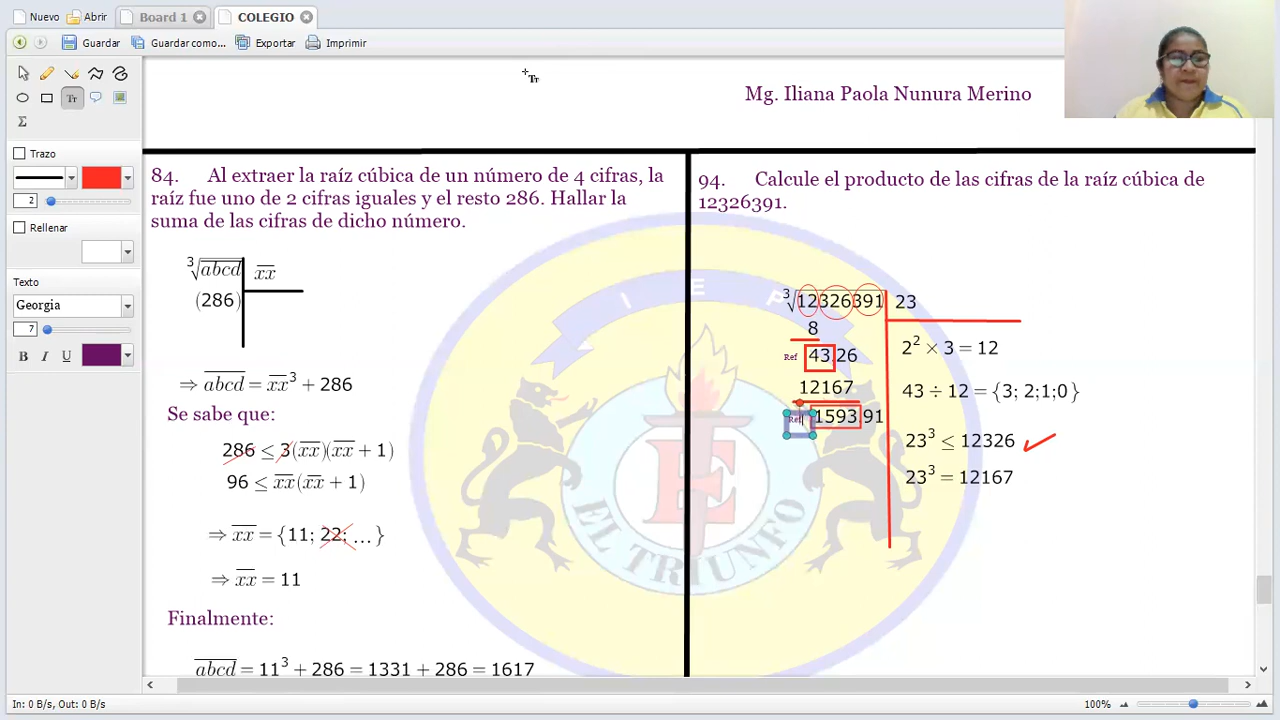 Nuevo Abrir Board 1 COLEGIO
Guardar Guardar como... Exportar Imprimir
Tr
Σ
Trazo
2
Rellenar
Texto
Georgia
7
B I U
Tr
Mg. Iliana Paola Nunura Merino
84. Al extraer la raíz cúbica de un número de 4 cifras, la
raíz fue uno de 2 cifras iguales y el resto 286. Hallar la
suma de las cifras de dicho número.
∛abcd xx
(286)
⇒ abcd = xx³ + 286
Se sabe que:
286 ≤ 3(xx)(xx + 1)
96 ≤ xx(xx + 1)
⇒ xx = {11; 22; ... }
⇒ xx = 11
Finalmente:
abcd = 11³ + 286 = 1331 + 286 = 1617
94. Calcule el producto de las cifras de la raíz cúbica de
12326391.
∛12326391 23
8
Ref 43.26
12167
Ref 159391
2² × 3 = 12
43 ÷ 12 = {3; 2;1;0}
23³ ≤ 12326
23³ = 12167
I E P
E
EL TRIUNFO
In: 0 B/s, Out: 0 B/s
100%